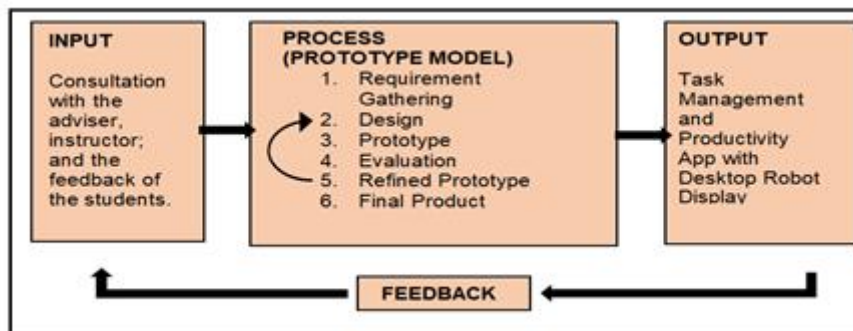 INPUT
Consultation
with the
adviser,
instructor;
and the
feedback of
the students.
PROCESS
(PROTOTYPE MODEL)
1. Requirement
Gathering
2. Design
3. Prototype
4. Evaluation
5. Refined Prototype
6. Final Product
OUTPUT
Task
Management
and
Productivity
App with
Desktop Robot
Display
FEEDBACK